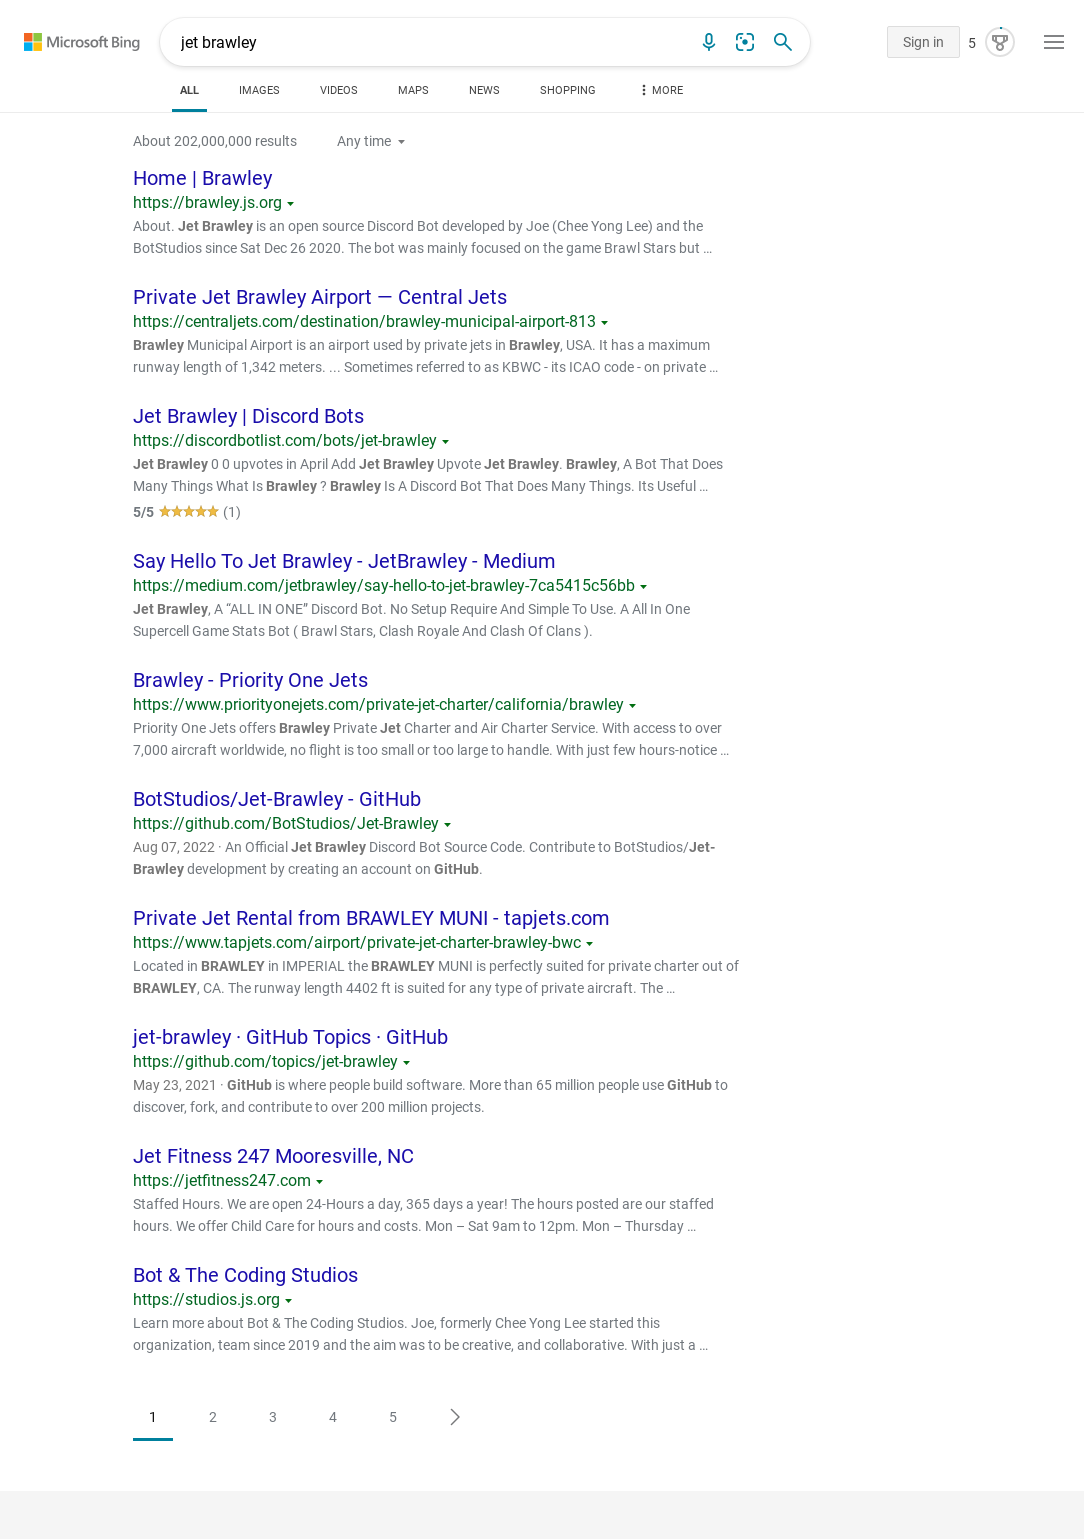 Microsoft Bing
jet brawley
Sign in
5
ALL
IMAGES
VIDEOS
MAPS
NEWS
SHOPPING
MORE
About 202,000,000 results
Any time
Home | Brawley
https://brawley.js.org
About. Jet Brawley is an open source Discord Bot developed by Joe (Chee Yong Lee) and the
BotStudios since Sat Dec 26 2020. The bot was mainly focused on the game Brawl Stars but …
Private Jet Brawley Airport — Central Jets
https://centraljets.com/destination/brawley-municipal-airport-813
Brawley Municipal Airport is an airport used by private jets in Brawley, USA. It has a maximum
runway length of 1,342 meters. ... Sometimes referred to as KBWC - its ICAO code - on private …
Jet Brawley | Discord Bots
https://discordbotlist.com/bots/jet-brawley
Jet Brawley 0 0 upvotes in April Add Jet Brawley Upvote Jet Brawley. Brawley, A Bot That Does
Many Things What Is Brawley ? Brawley Is A Discord Bot That Does Many Things. Its Useful …
5/5 (1)
Say Hello To Jet Brawley - JetBrawley - Medium
https://medium.com/jetbrawley/say-hello-to-jet-brawley-7ca5415c56bb
Jet Brawley, A “ALL IN ONE” Discord Bot. No Setup Require And Simple To Use. A All In One
Supercell Game Stats Bot ( Brawl Stars, Clash Royale And Clash Of Clans ).
Brawley - Priority One Jets
https://www.priorityonejets.com/private-jet-charter/california/brawley
Priority One Jets offers Brawley Private Jet Charter and Air Charter Service. With access to over
7,000 aircraft worldwide, no flight is too small or too large to handle. With just few hours-notice …
BotStudios/Jet-Brawley - GitHub
https://github.com/BotStudios/Jet-Brawley
Aug 07, 2022 · An Official Jet Brawley Discord Bot Source Code. Contribute to BotStudios/Jet-
Brawley development by creating an account on GitHub.
Private Jet Rental from BRAWLEY MUNI - tapjets.com
https://www.tapjets.com/airport/private-jet-charter-brawley-bwc
Located in BRAWLEY in IMPERIAL the BRAWLEY MUNI is perfectly suited for private charter out of
BRAWLEY, CA. The runway length 4402 ft is suited for any type of private aircraft. The …
jet-brawley · GitHub Topics · GitHub
https://github.com/topics/jet-brawley
May 23, 2021 · GitHub is where people build software. More than 65 million people use GitHub to
discover, fork, and contribute to over 200 million projects.
Jet Fitness 247 Mooresville, NC
https://jetfitness247.com
Staffed Hours. We are open 24-Hours a day, 365 days a year! The hours posted are our staffed
hours. We offer Child Care for hours and costs. Mon – Sat 9am to 12pm. Mon – Thursday …
Bot & The Coding Studios
https://studios.js.org
Learn more about Bot & The Coding Studios. Joe, formerly Chee Yong Lee started this
organization, team since 2019 and the aim was to be creative, and collaborative. With just a …
1 2 3 4 5